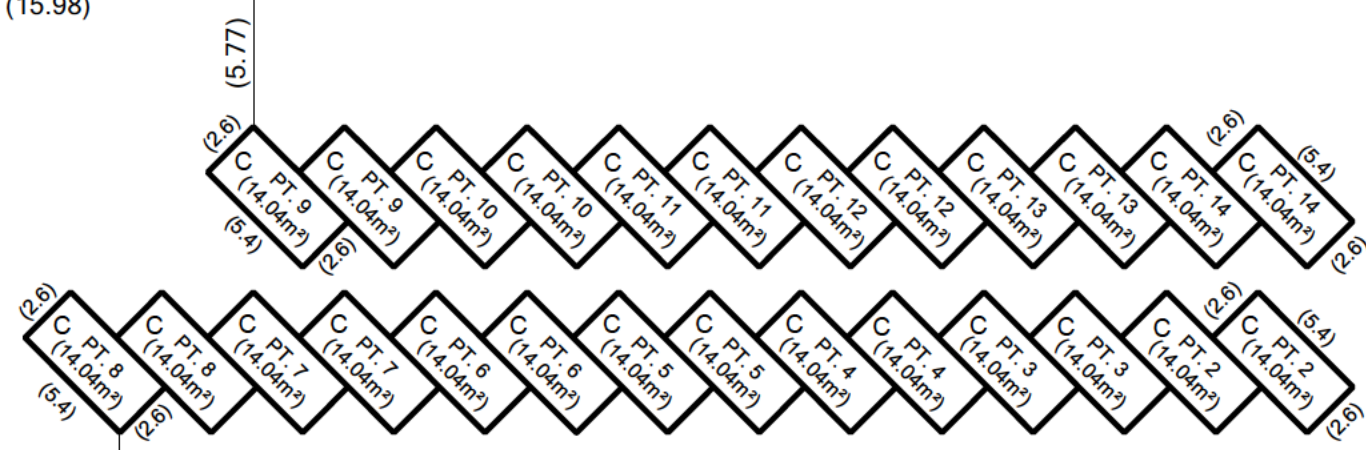 (15.98)
(5.77)
(2.6)
C
PT. 9
(14.04m²)
(5.4)
(2.6)
C
PT. 9
(14.04m²)
C
PT. 10
(14.04m²)
C
PT. 10
(14.04m²)
C
PT. 11
(14.04m²)
C
PT. 11
(14.04m²)
C
PT. 12
(14.04m²)
C
PT. 12
(14.04m²)
C
PT. 13
(14.04m²)
C
PT. 13
(14.04m²)
C
PT. 14
(14.04m²)
(2.6)
C
PT. 14
(14.04m²)
(5.4)
(2.6)
(2.6)
C
PT. 8
(14.04m²)
(5.4)
(2.6)
C
PT. 8
(14.04m²)
C
PT. 7
(14.04m²)
C
PT. 7
(14.04m²)
C
PT. 6
(14.04m²)
C
PT. 6
(14.04m²)
C
PT. 5
(14.04m²)
C
PT. 5
(14.04m²)
C
PT. 4
(14.04m²)
C
PT. 4
(14.04m²)
C
PT. 3
(14.04m²)
C
PT. 3
(14.04m²)
C
PT. 2
(14.04m²)
(2.6)
C
PT. 2
(14.04m²)
(5.4)
(2.6)